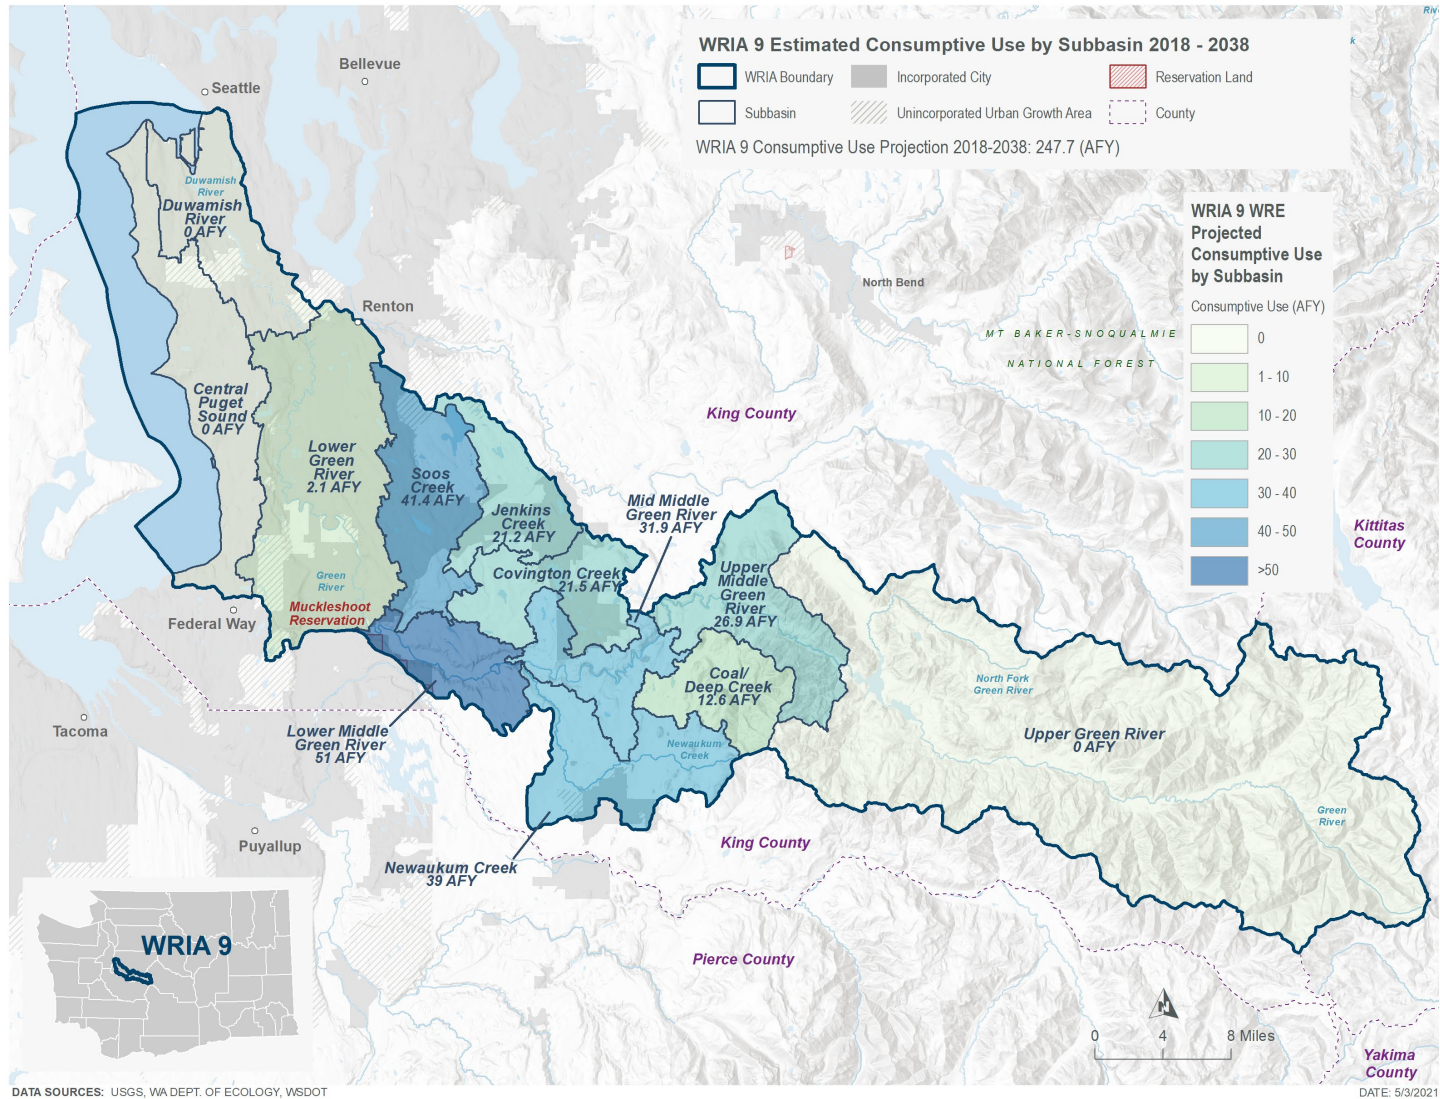 WRIA 9 Estimated Consumptive Use by Subbasin 2018 - 2038
WRIA Boundary
Incorporated City
Reservation Land
Subbasin
Unincorporated Urban Growth Area
County
WRIA 9 Consumptive Use Projection 2018-2038: 247.7 (AFY)
WRIA 9 WRE
Projected
Consumptive Use
by Subbasin
Consumptive Use (AFY)
0
1 - 10
10 - 20
20 - 30
30 - 40
40 - 50
>50
Bellevue
Seattle
Duwamish
River
Duwamish
River
0 AFY
Renton
North Bend
MT BAKER-SNOQUALMIE
NATIONAL FOREST
Central
Puget
Sound
0 AFY
King County
Lower
Green
River
2.1 AFY
Soos
Creek
41.4 AFY
Jenkins
Creek
21.2 AFY
Mid Middle
Green River
31.9 AFY
Kittitas
County
Covington Creek
21.5 AFY
Upper
Middle
Green
River
26.9 AFY
Green
River
Muckleshoot
Reservation
Federal Way
Coal/
Deep Creek
12.6 AFY
North Fork
Green River
Tacoma
Lower Middle
Green River
51 AFY
Newaukum
Creek
Upper Green River
0 AFY
Green
River
Puyallup
King County
Newaukum Creek
39 AFY
WRIA 9
Pierce County
N
0 4 8 Miles
Yakima
County
DATA SOURCES: USGS, WA DEPT. OF ECOLOGY, WSDOT
DATE: 5/3/2021